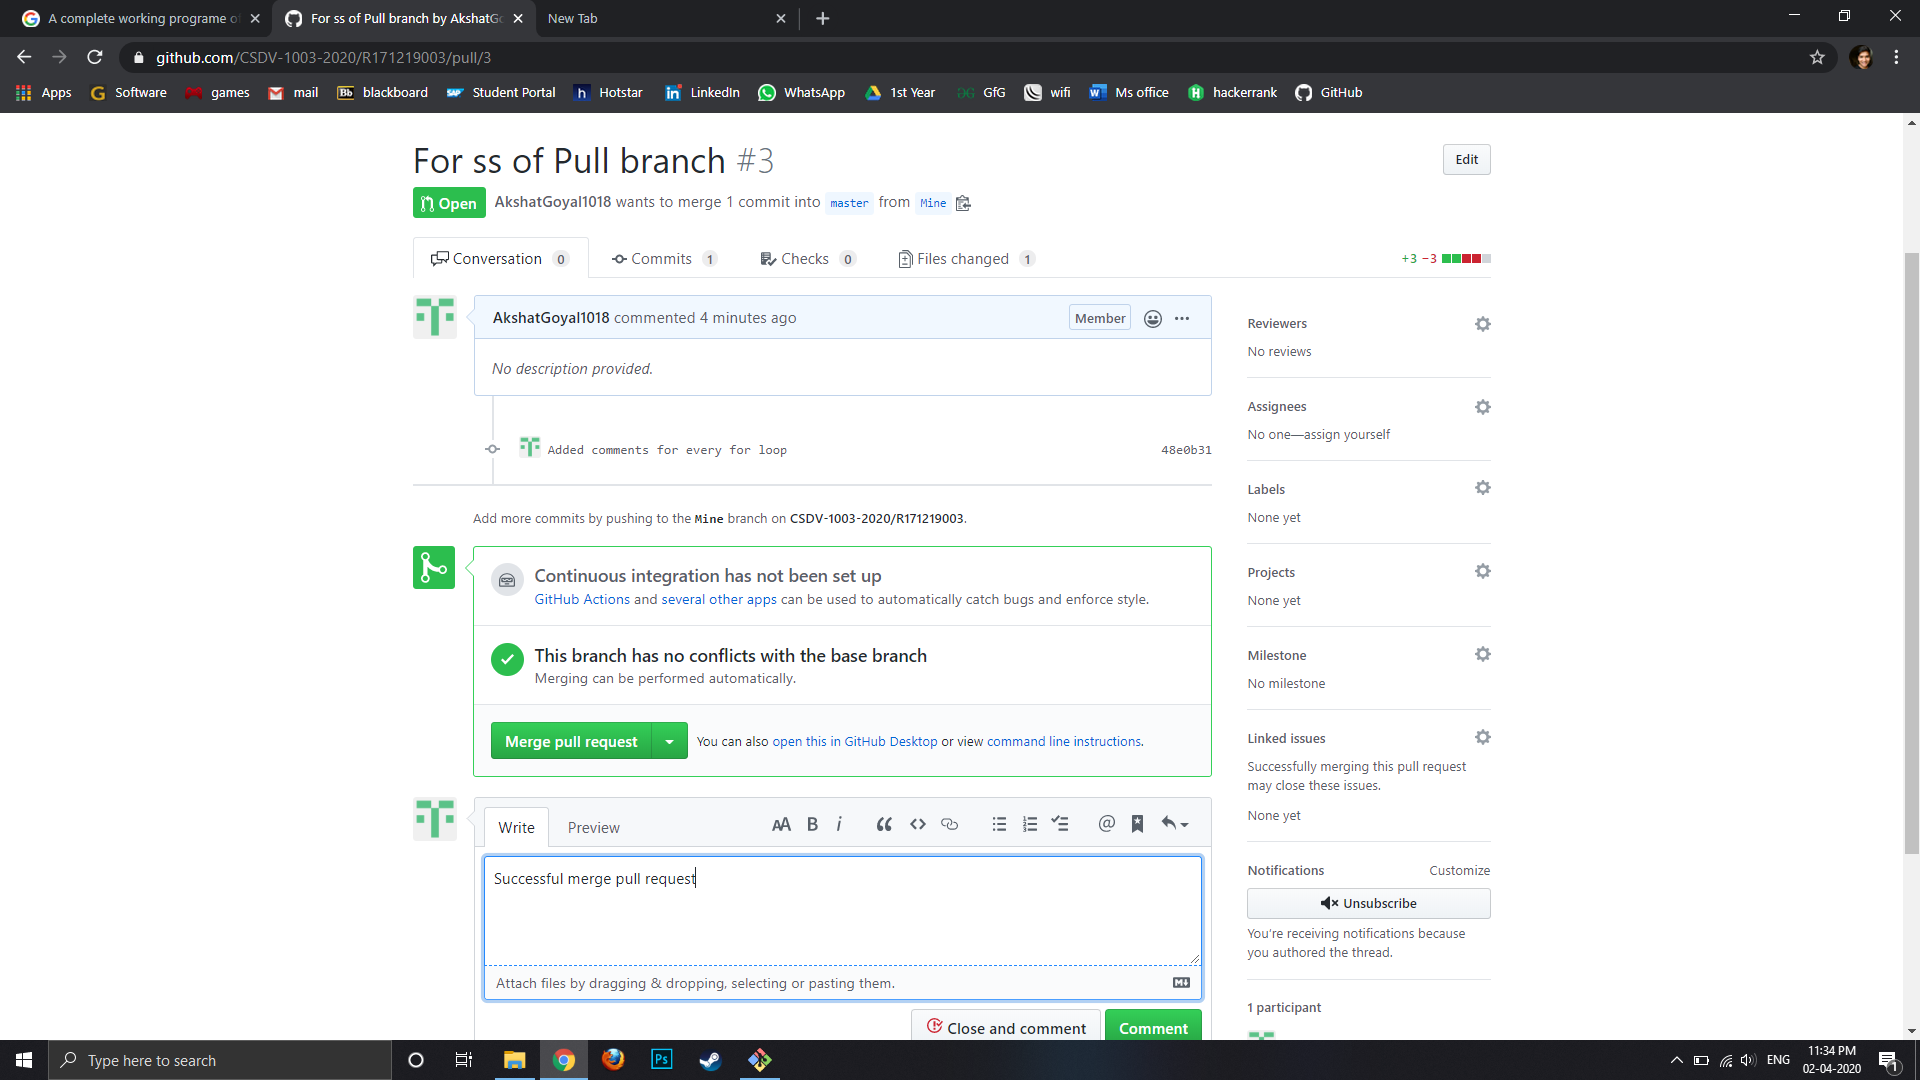 A complete working programe o
For ss of Pull branch by AkshatGo
New Tab
github.com/CSDV-1003-2020/R171219003/pull/3
Apps
Software
games
mail
Bb blackboard
SAP Student Portal
h Hotstar
in LinkedIn
WhatsApp
1st Year
GfG
wifi
W Ms office
hackerrank
GitHub
For ss of Pull branch #3
Edit
Open
AkshatGoyal1018 wants to merge 1 commit into master from Mine
Conversation 0
Commits 1
Checks 0
Files changed 1
+3 −3
AkshatGoyal1018 commented 4 minutes ago
Member
No description provided.
Added comments for every for loop
48e0b31
Add more commits by pushing to the Mine branch on CSDV-1003-2020/R171219003.
Continuous integration has not been set up
GitHub Actions and several other apps can be used to automatically catch bugs and enforce style.
This branch has no conflicts with the base branch
Merging can be performed automatically.
Merge pull request
You can also open this in GitHub Desktop or view command line instructions.
Write
Preview
AA B i
Successful merge pull request
Attach files by dragging & dropping, selecting or pasting them.
Close and comment
Comment
Reviewers
No reviews
Assignees
No one—assign yourself
Labels
None yet
Projects
None yet
Milestone
No milestone
Linked issues
Successfully merging this pull request
may close these issues.
None yet
Notifications
Customize
Unsubscribe
You're receiving notifications because
you authored the thread.
1 participant
Type here to search
Ps
ENG
11:34 PM
02-04-2020
1